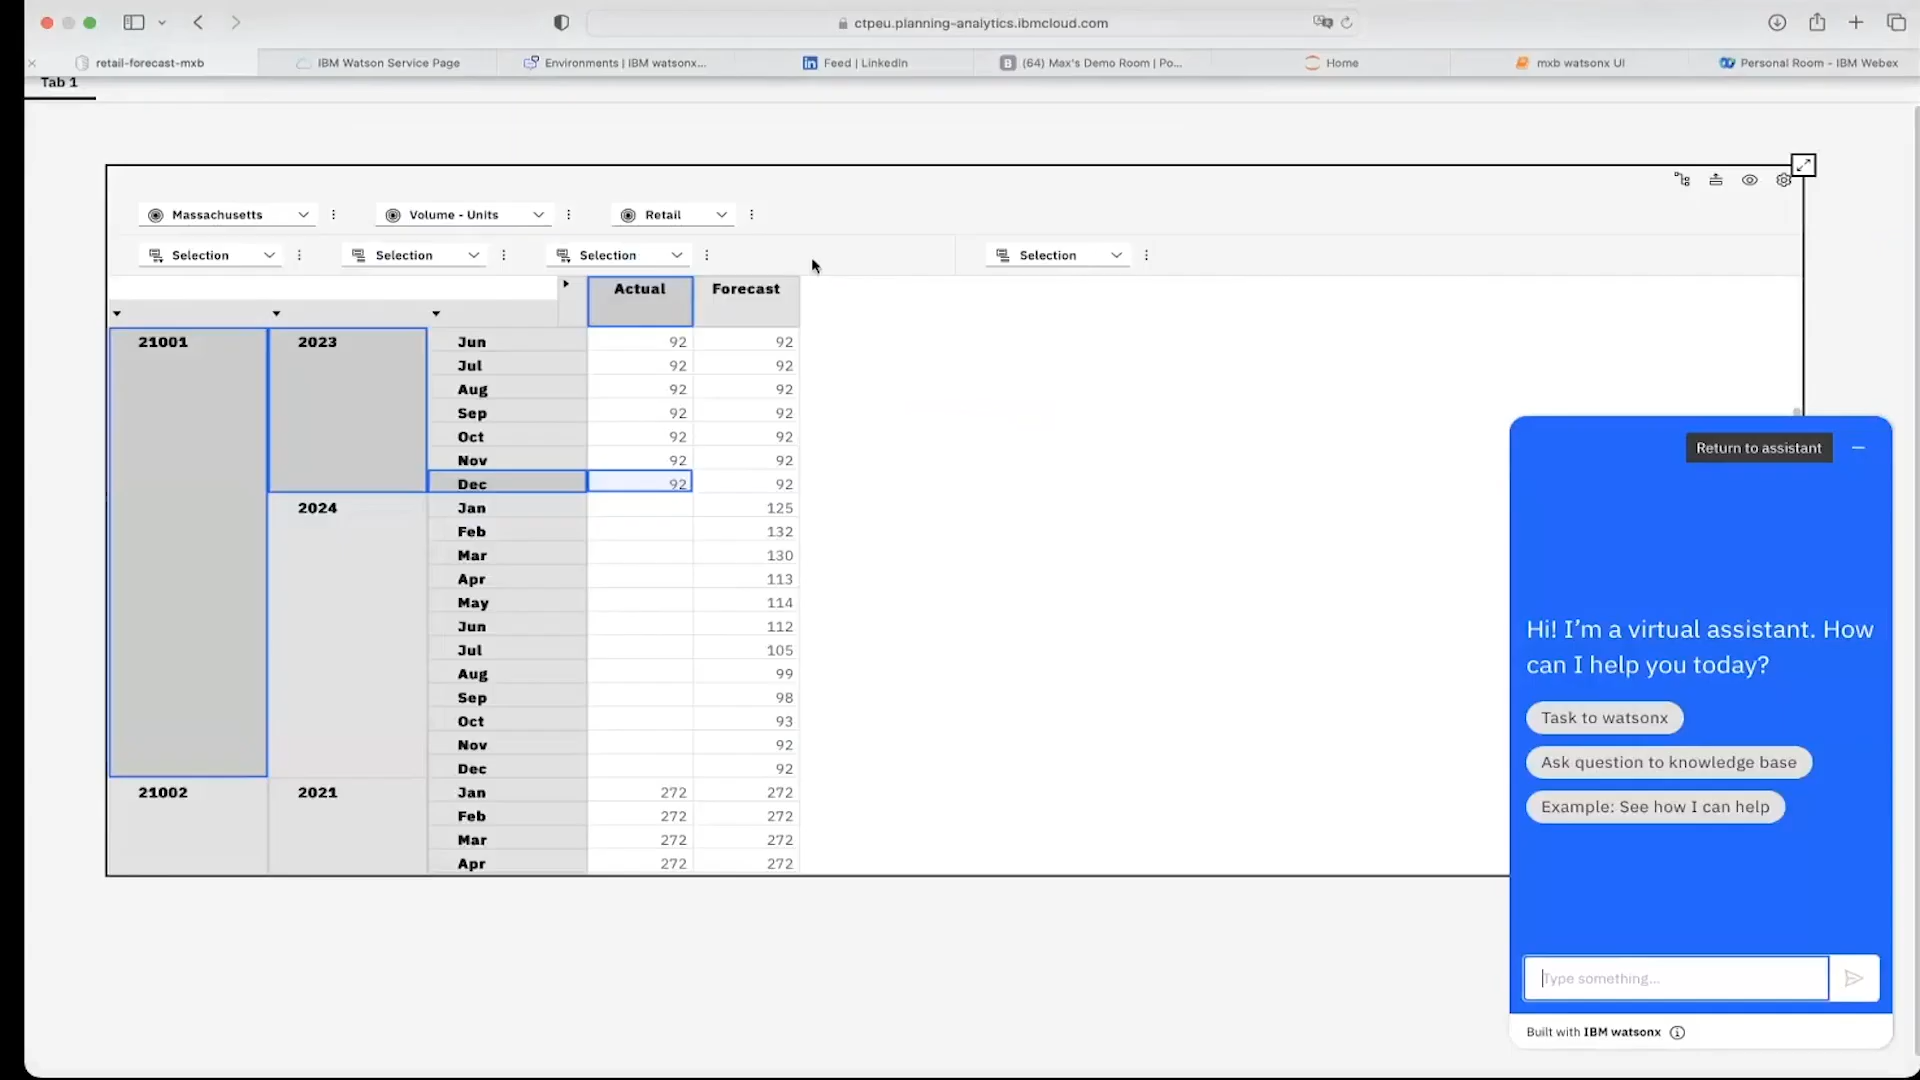 ctpeu.planning-analytics.ibmcloud.com
retail-forecast-mxb
IBM Watson Service Page
Environments | IBM watsonx...
Feed | LinkedIn
(64) Max's Demo Room | Po...
Home
mxb watsonx UI
Personal Room - IBM Webex
Tab 1
Massachusetts
Volume - Units
Retail
Selection
Selection
Selection
Selection
Actual Forecast
21001 2023 Jun 92 92
Jul 92 92
Aug 92 92
Sep 92 92
Oct 92 92
Nov 92 92
Dec 92 92
2024 Jan 125
Feb 132
Mar 130
Apr 113
May 114
Jun 112
Jul 105
Aug 99
Sep 98
Oct 93
Nov 92
Dec 92
21002 2021 Jan 272 272
Feb 272 272
Mar 272 272
Apr 272 272
Return to assistant
Hi! I'm a virtual assistant. How
can I help you today?
Task to watsonx
Ask question to knowledge base
Example: See how I can help
Type something...
Built with IBM watsonx